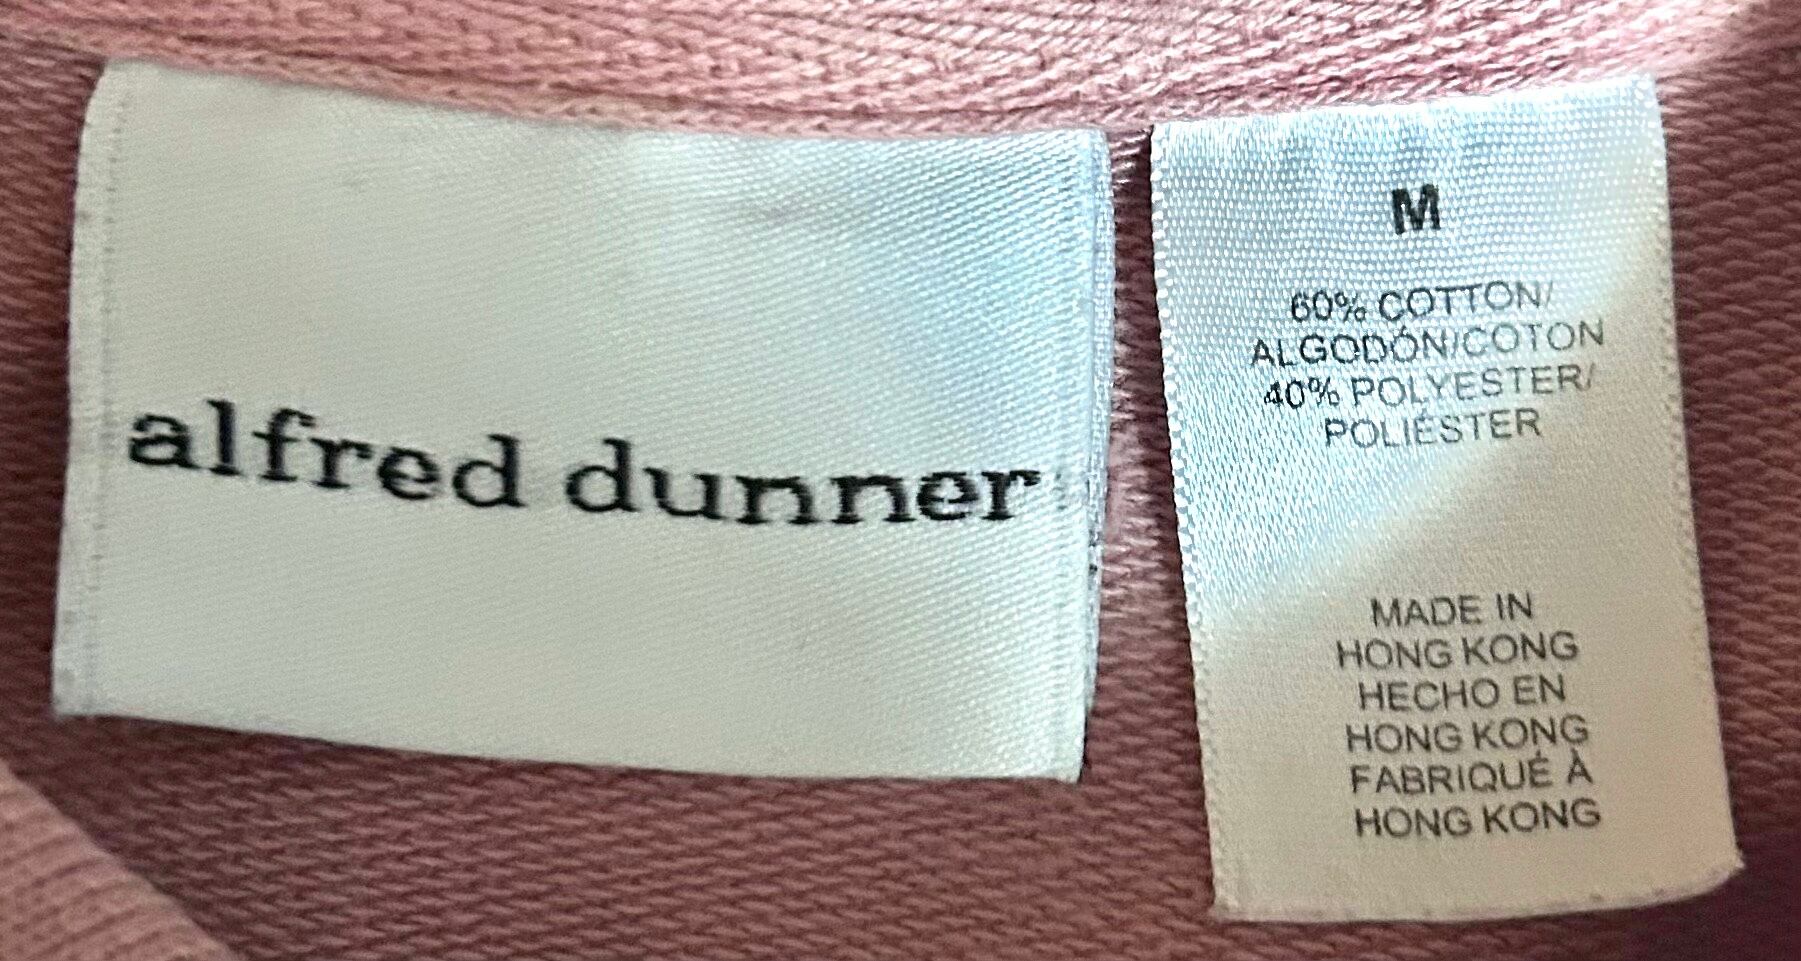 alfred dunner
M
60% COTTON/
ALGODÓN/COTON
40% POLYESTER/
POLIÉSTER
MADE IN
HONG KONG
HECHO EN
HONG KONG
FABRIQUÉ À
HONG KONG